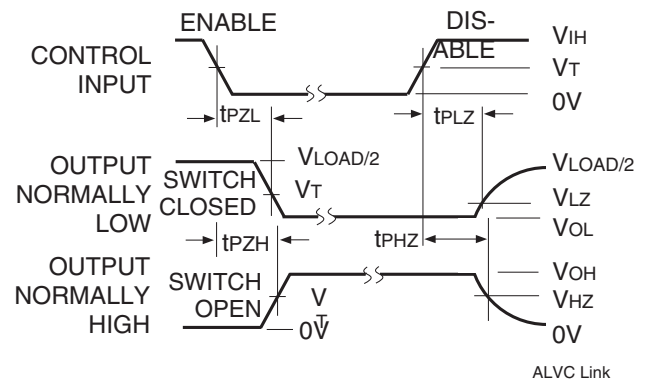 ENABLE
DIS-
ABLE
CONTROL
INPUT
VIH
VT
0V
tPZL
tPLZ
OUTPUT
NORMALLY
LOW
SWITCH
CLOSED
VLOAD/2
VT
VLOAD/2
VLZ
VOL
tPZH
tPHZ
OUTPUT
NORMALLY
HIGH
SWITCH
OPEN
VT
0V
VOH
VHZ
0V
ALVC Link